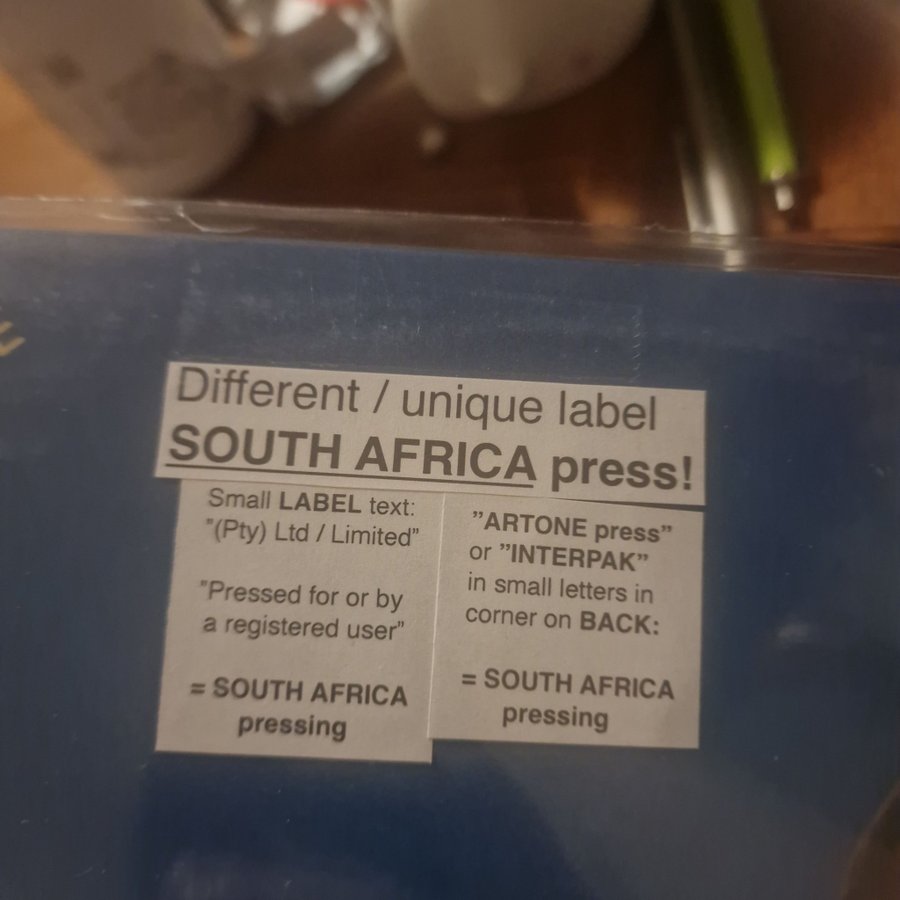 Different / unique label
SOUTH AFRICA press!
Small LABEL text:
"(Pty) Ltd / Limited"
"Pressed for or by
a registered user"
= SOUTH AFRICA
pressing
"ARTONE press"
or "INTERPAK"
in small letters in
corner on BACK:
= SOUTH AFRICA
pressing